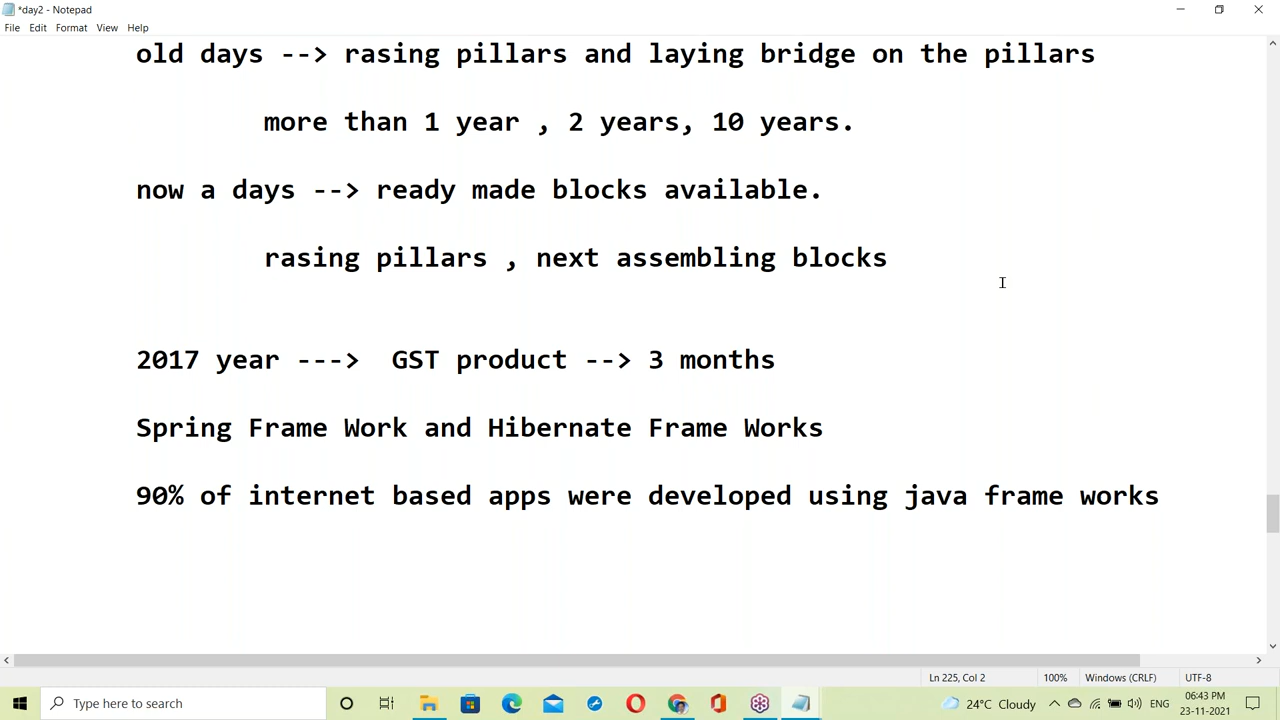 *day2 - Notepad
File Edit Format View Help
old days --> rasing pillars and laying bridge on the pillars
more than 1 year , 2 years, 10 years.
now a days --> ready made blocks available.
rasing pillars , next assembling blocks
2017 year ---> GST product --> 3 months
Spring Frame Work and Hibernate Frame Works
90% of internet based apps were developed using java frame works
Ln 225, Col 2 100% Windows (CRLF) UTF-8
Type here to search
24°C Cloudy
ENG
06:43 PM
23-11-2021